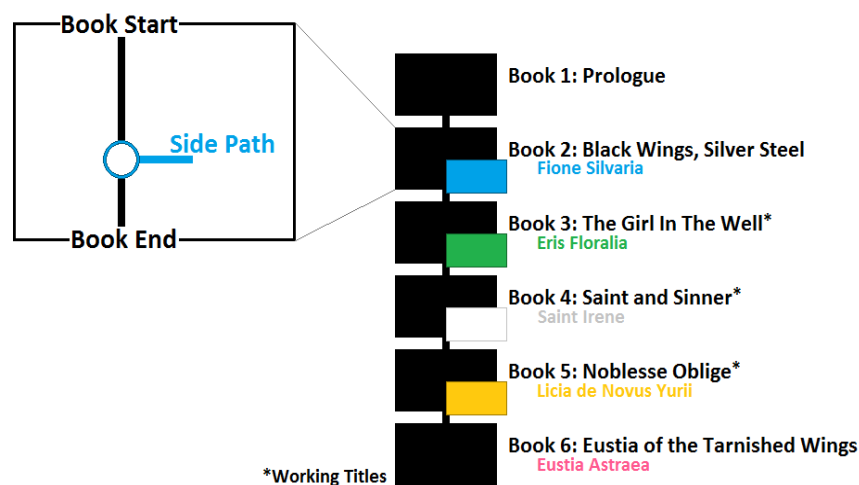 Book Start
Side Path
Book End
Book 1: Prologue
Book 2: Black Wings, Silver Steel
Fione Silvaria
Book 3: The Girl In The Well*
Eris Floralia
Book 4: Saint and Sinner*
Saint Irene
Book 5: Noblesse Oblige*
Licia de Novus Yurii
Book 6: Eustia of the Tarnished Wings
Eustia Astraea
*Working Titles